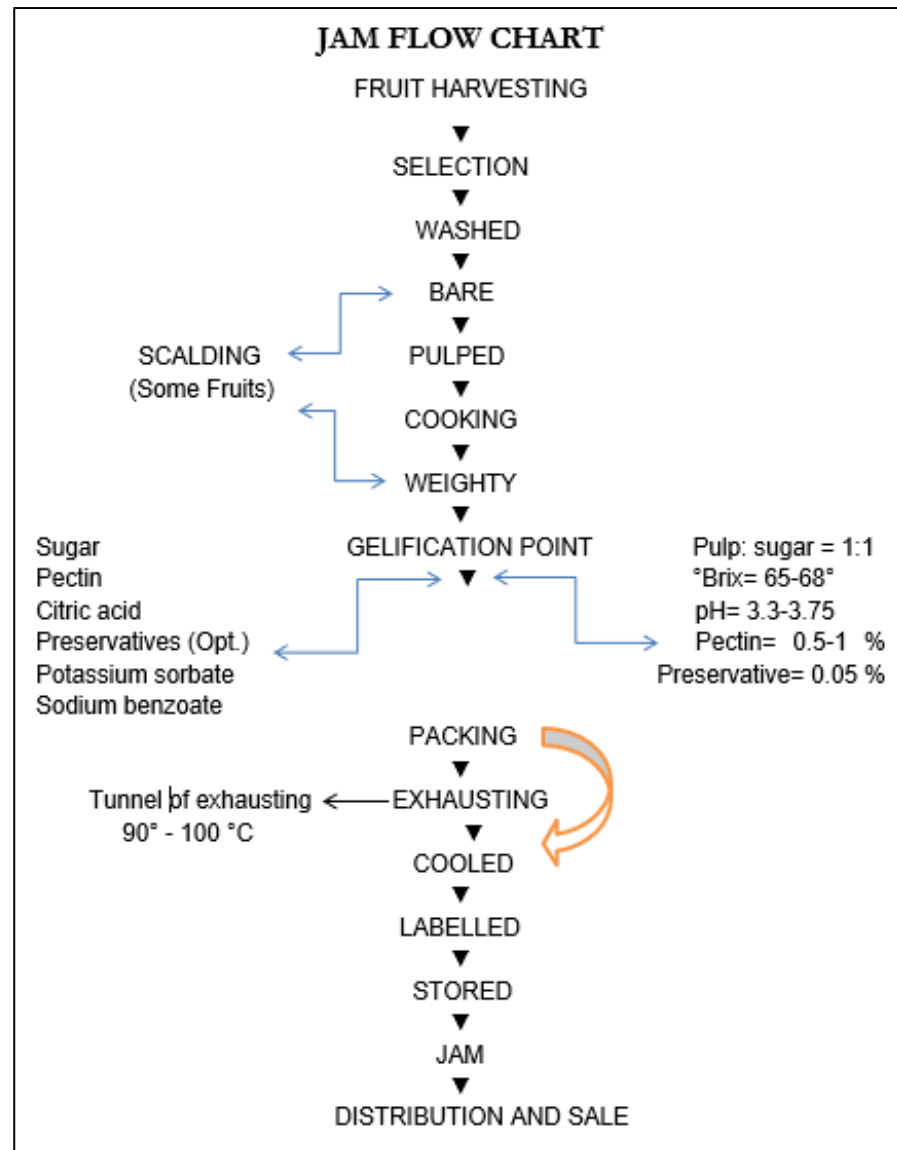 JAM FLOW CHART
FRUIT HARVESTING
SELECTION
WASHED
BARE
SCALDING
(Some Fruits)
PULPED
COOKING
WEIGHTY
GELIFICATION POINT
Sugar
Pectin
Citric acid
Preservatives (Opt.)
Potassium sorbate
Sodium benzoate
Pulp: sugar = 1:1
°Brix= 65-68°
pH= 3.3-3.75
Pectin= 0.5-1 %
Preservative= 0.05 %
PACKING
EXHAUSTING
Tunnel of exhausting
90° - 100 °C
COOLED
LABELLED
STORED
JAM
DISTRIBUTION AND SALE